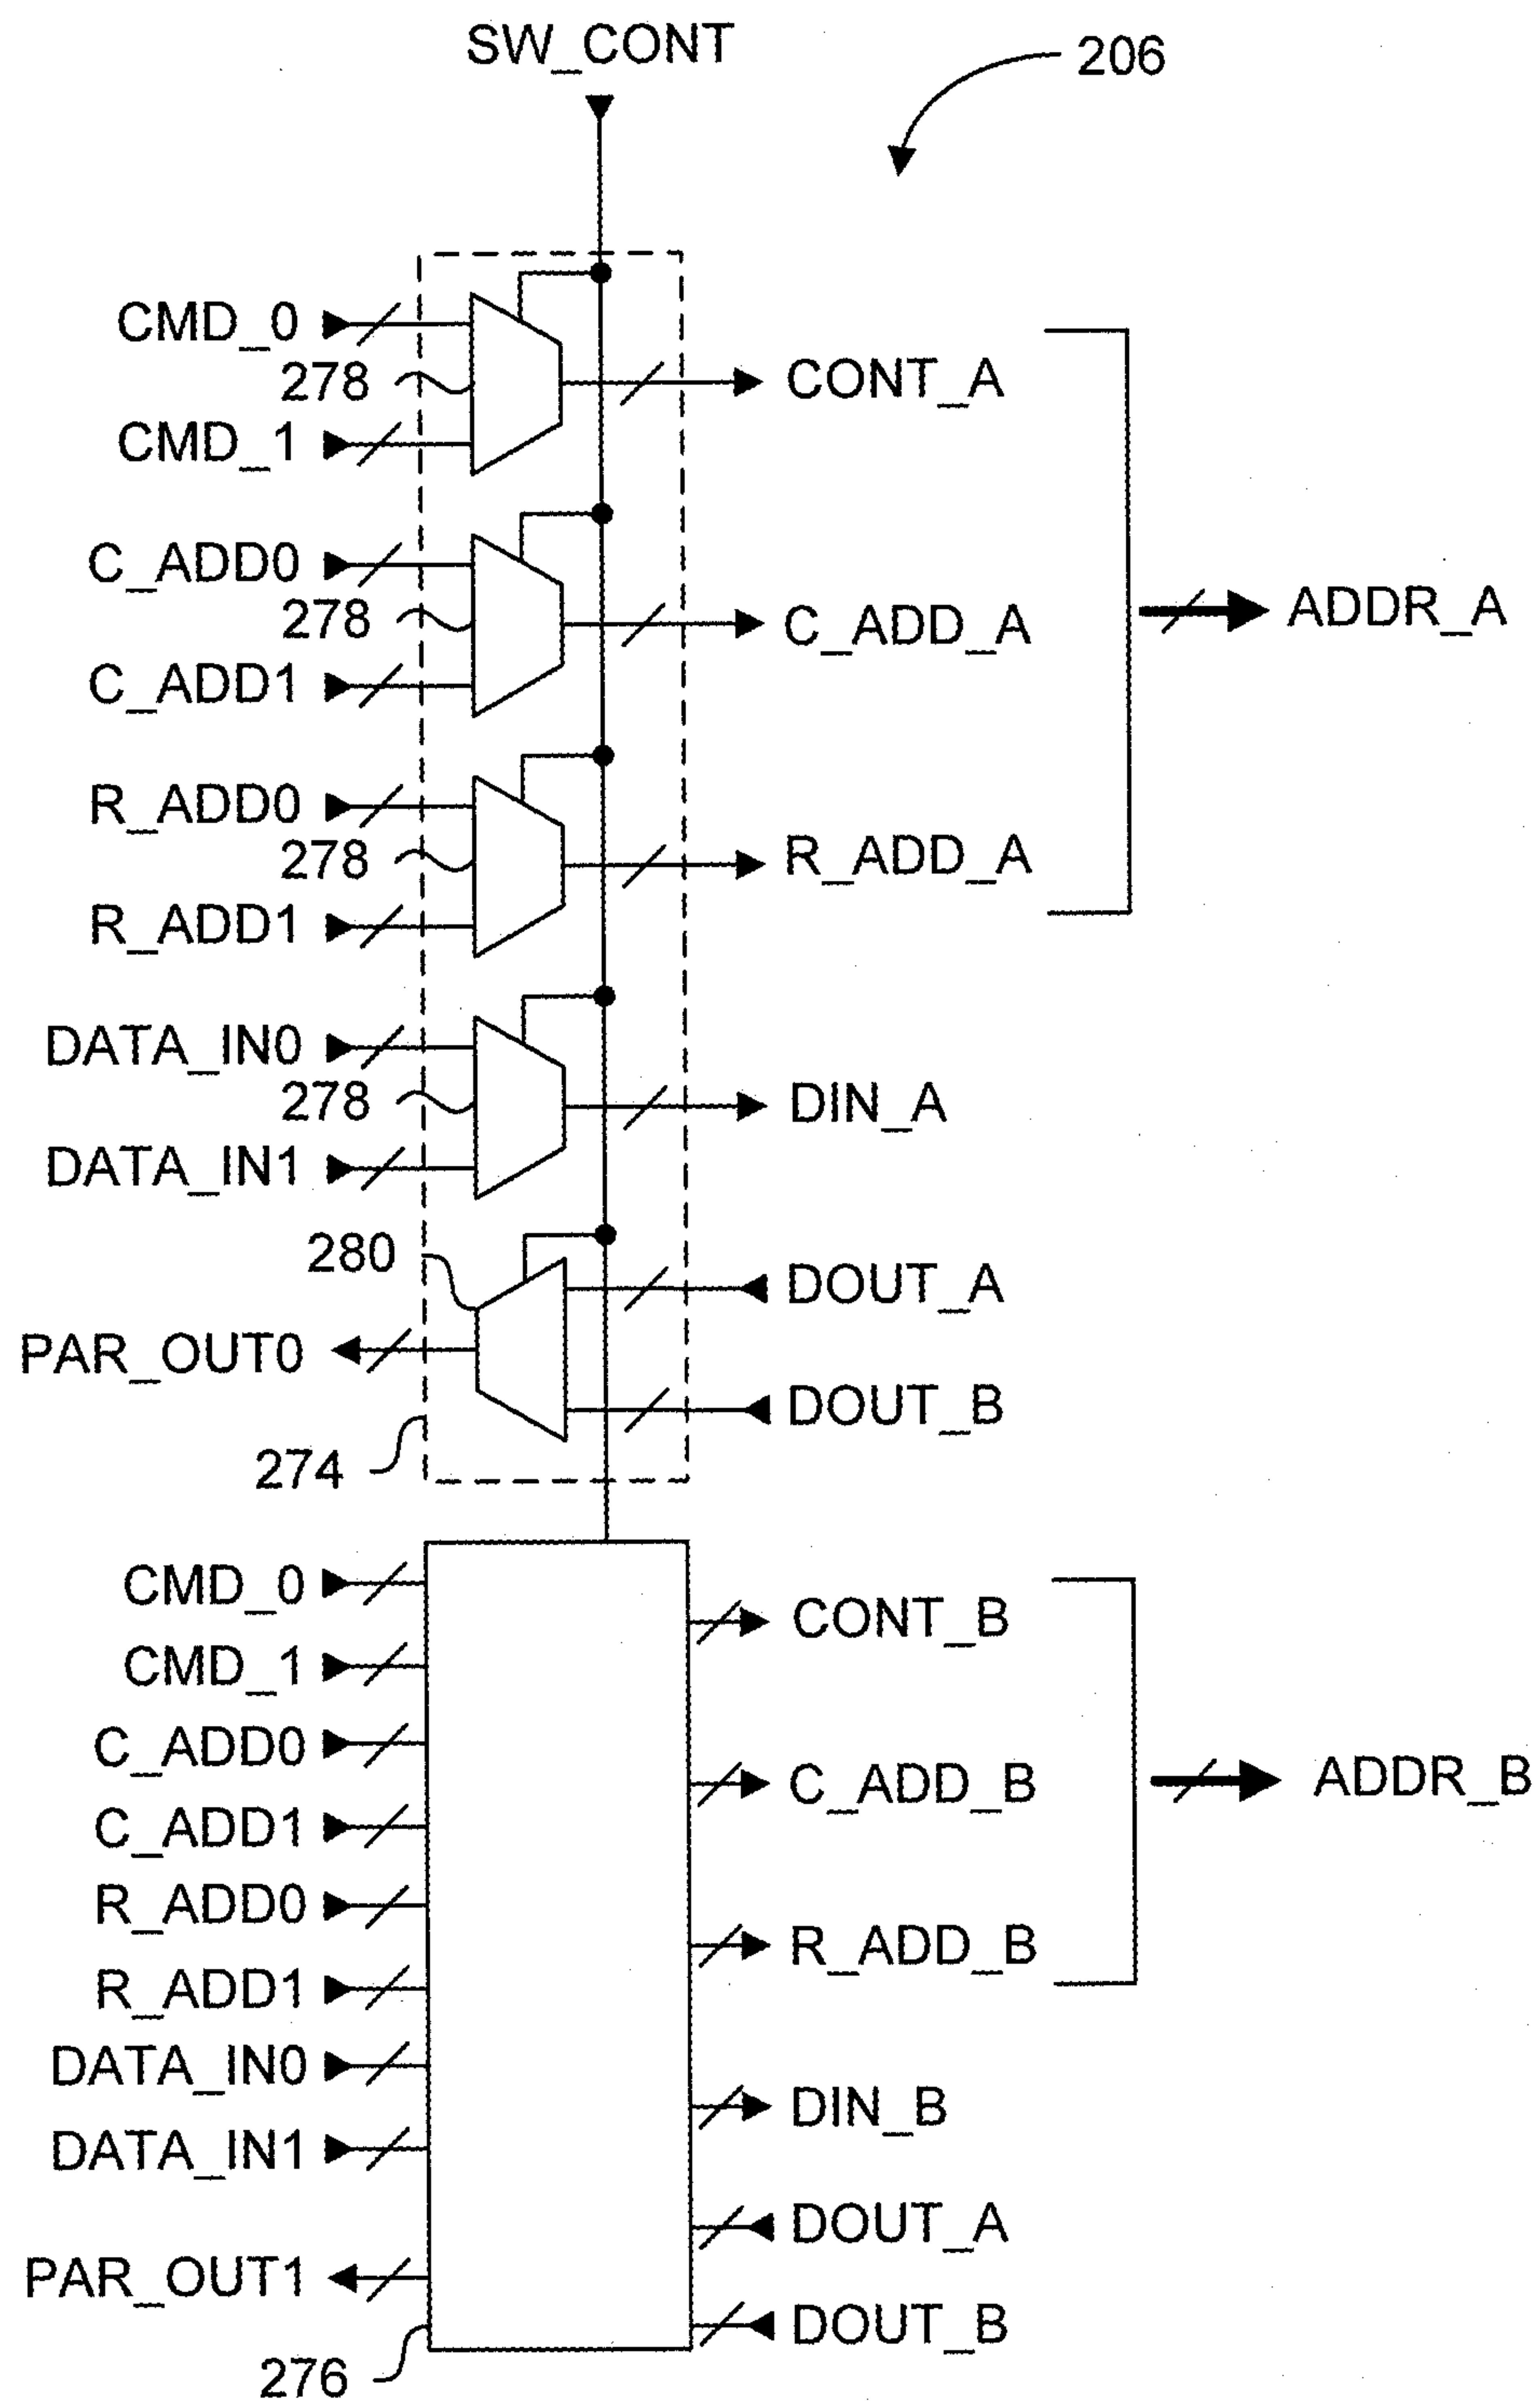 SW_CONT
206
CMD_0
278
CONT_A
CMD_1
C_ADD0
278
C_ADD_A
ADDR_A
C_ADD1
R_ADD0
278
R_ADD_A
R_ADD1
DATA_IN0
278
DIN_A
DATA_IN1
280
DOUT_A
PAR_OUT0
DOUT_B
274
CMD_0
CONT_B
CMD_1
C_ADD0
C_ADD_B
ADDR_B
C_ADD1
R_ADD0
R_ADD_B
R_ADD1
DATA_IN0
DIN_B
DATA_IN1
DOUT_A
PAR_OUT1
DOUT_B
276